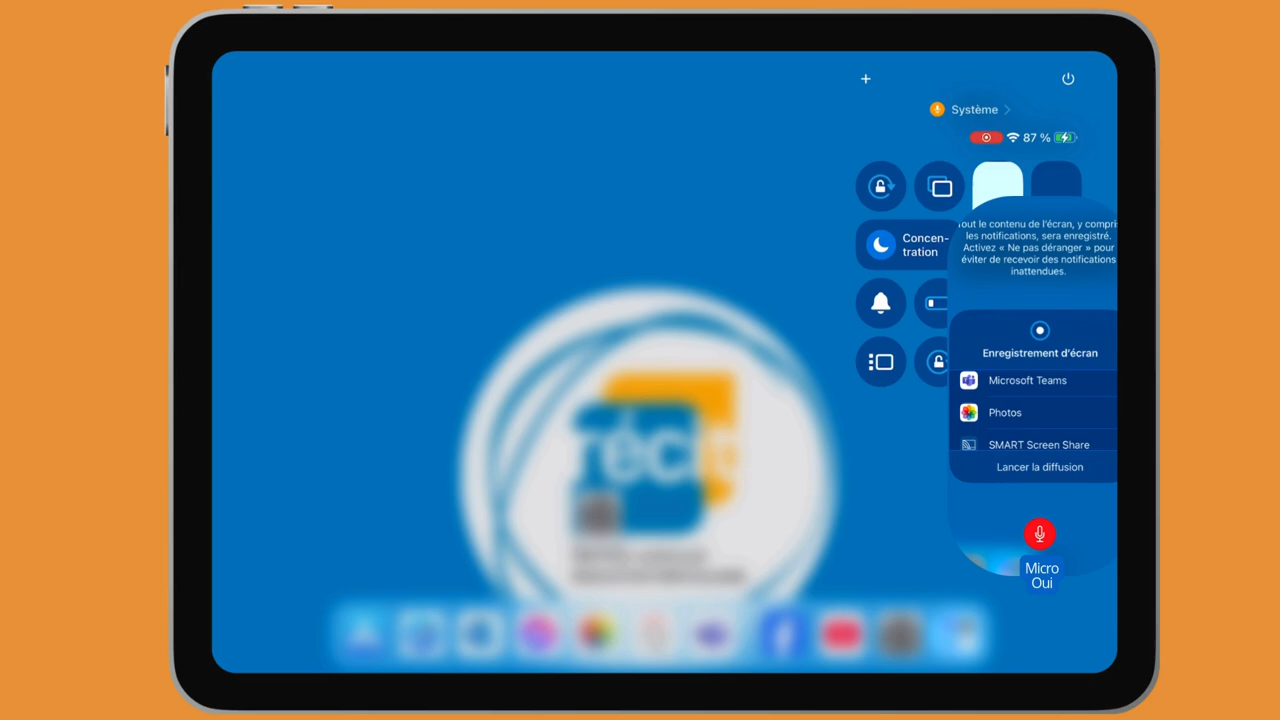 Système
87 %
Concen-
tration
out le contenu de l'écran, y compri
les notifications, sera enregistré.
Activez « Ne pas déranger » pour
éviter de recevoir des notifications
inattendues.
Enregistrement d'écran
Microsoft Teams
Photos
SMART Screen Share
Lancer la diffusion
Micro
Oui